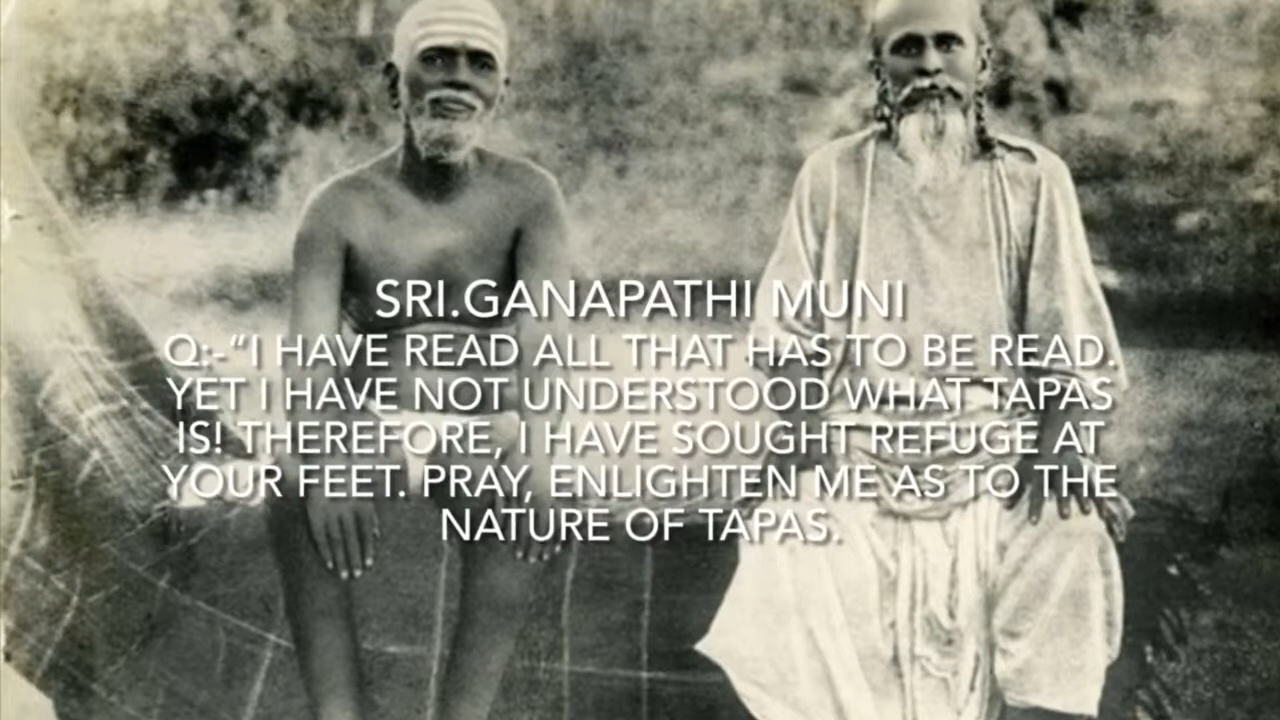 SRI.GANAPATHI MUNI
Q:-“I HAVE READ ALL THAT HAS TO BE READ.
YET I HAVE NOT UNDERSTOOD WHAT TAPAS
IS! THEREFORE, I HAVE SOUGHT REFUGE AT
YOUR FEET. PRAY, ENLIGHTEN ME AS TO THE
NATURE OF TAPAS.